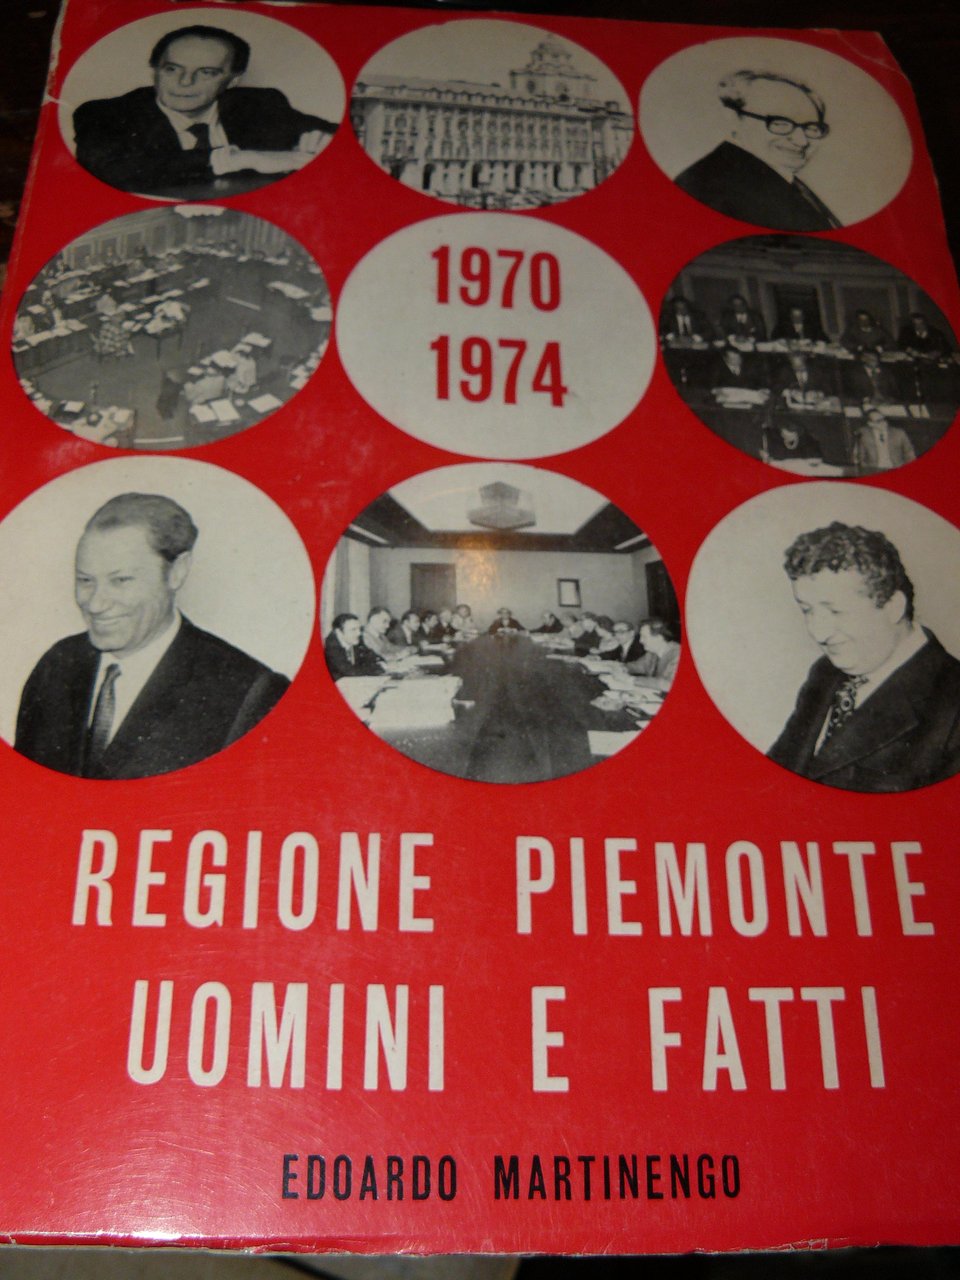 1970
1974
REGIONE PIEMONTE
UOMINI E FATTI
EDOARDO MARTINENGO